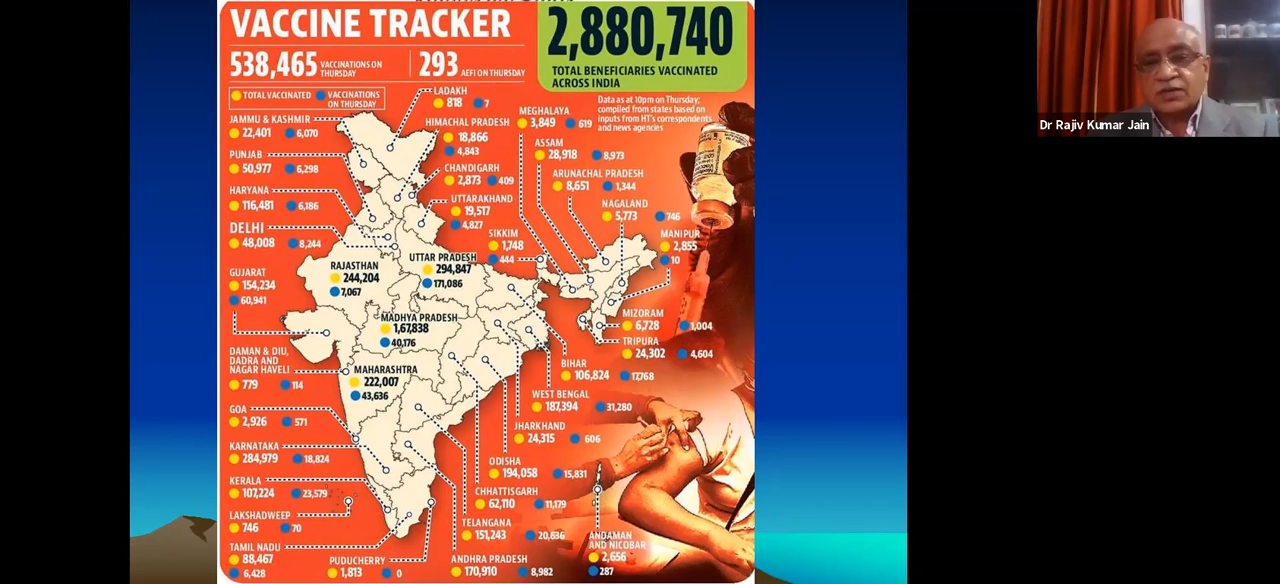 VACCINE TRACKER
538,465 VACCINATIONS ON THURSDAY
293 AEFI ON THURSDAY
2,880,740
TOTAL BENEFICIARIES VACCINATED
ACROSS INDIA
TOTAL VACCINATED VACCINATIONS ON THURSDAY
Data as at 10pm on Thursday;
compiled from states based on
inputs from HT's correspondents
and news agencies
LADAKH
818 7
JAMMU & KASHMIR
22,401 6,070
HIMACHAL PRADESH
18,866
4,843
MEGHALAYA
3,849 619
PUNJAB
50,977 6,298
CHANDIGARH
2,873 409
ASSAM
28,918 8,973
HARYANA
116,481 6,186
UTTARAKHAND
19,517
4,827
ARUNACHAL PRADESH
8,651 1,344
DELHI
48,008 8,244
SIKKIM
1,748
444
NAGALAND
5,773 746
MANIPUR
2,855
10
GUJARAT
154,234
60,941
RAJASTHAN
244,204
7,067
UTTAR PRADESH
294,847
171,086
MADHYA PRADESH
1,67,838
40,176
MIZORAM
6,728 1,004
TRIPURA
24,302 4,604
DAMAN & DIU,
DADRA AND
NAGAR HAVELI
779 114
MAHARASHTRA
222,007
43,636
BIHAR
106,824 17,768
GOA
2,926 571
WEST BENGAL
187,394 31,280
JHARKHAND
24,315 606
KARNATAKA
284,979 18,824
ODISHA
194,058 15,831
KERALA
107,224 23,579
CHHATTISGARH
62,110 11,179
LAKSHADWEEP
746 70
TELANGANA
151,243 20,636
ANDAMAN
AND NICOBAR
2,656
287
TAMIL NADU
88,467
6,428
PUDUCHERRY
1,813 0
ANDHRA PRADESH
170,910 8,982
Dr Rajiv Kumar Jain